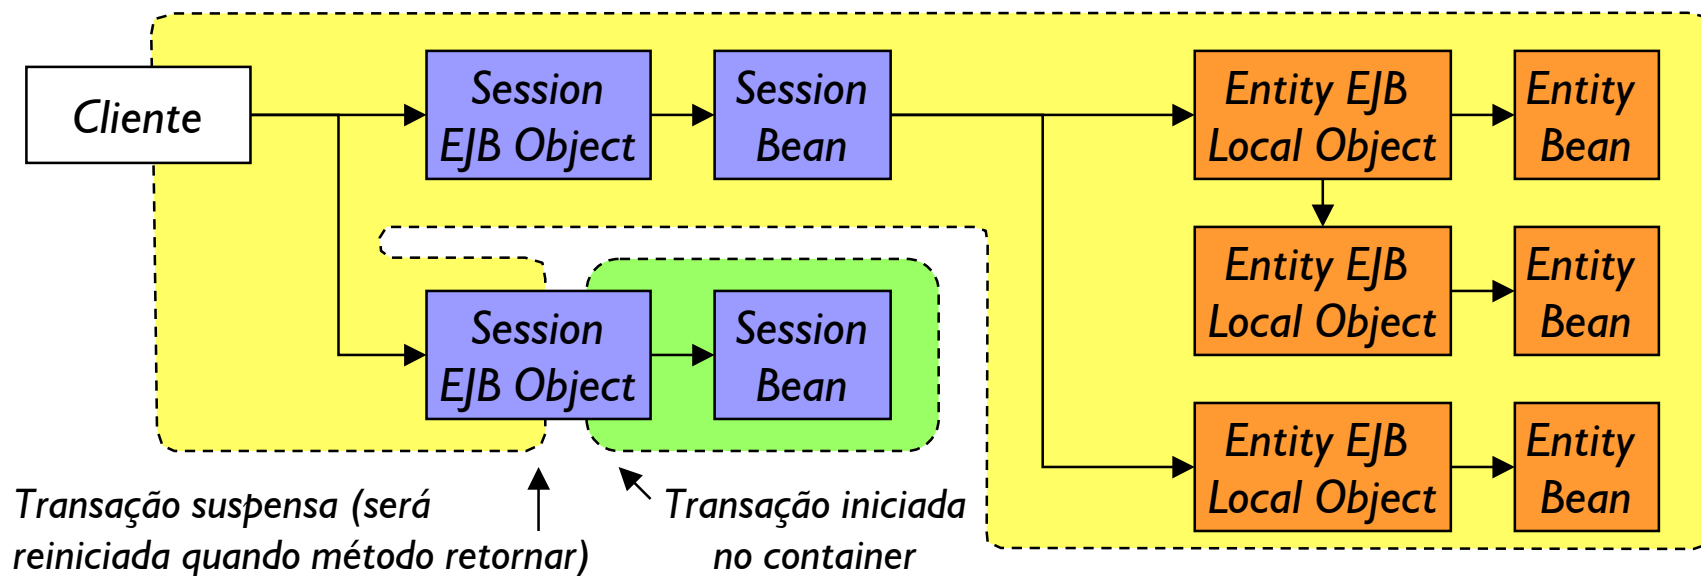 Cliente
Session
EJB Object
Session
Bean
Entity EJB
Local Object
Entity
Bean
Entity EJB
Local Object
Entity
Bean
Session
EJB Object
Session
Bean
Entity EJB
Local Object
Entity
Bean
Transação suspensa (será
reiniciada quando método retornar)
Transação iniciada
no container